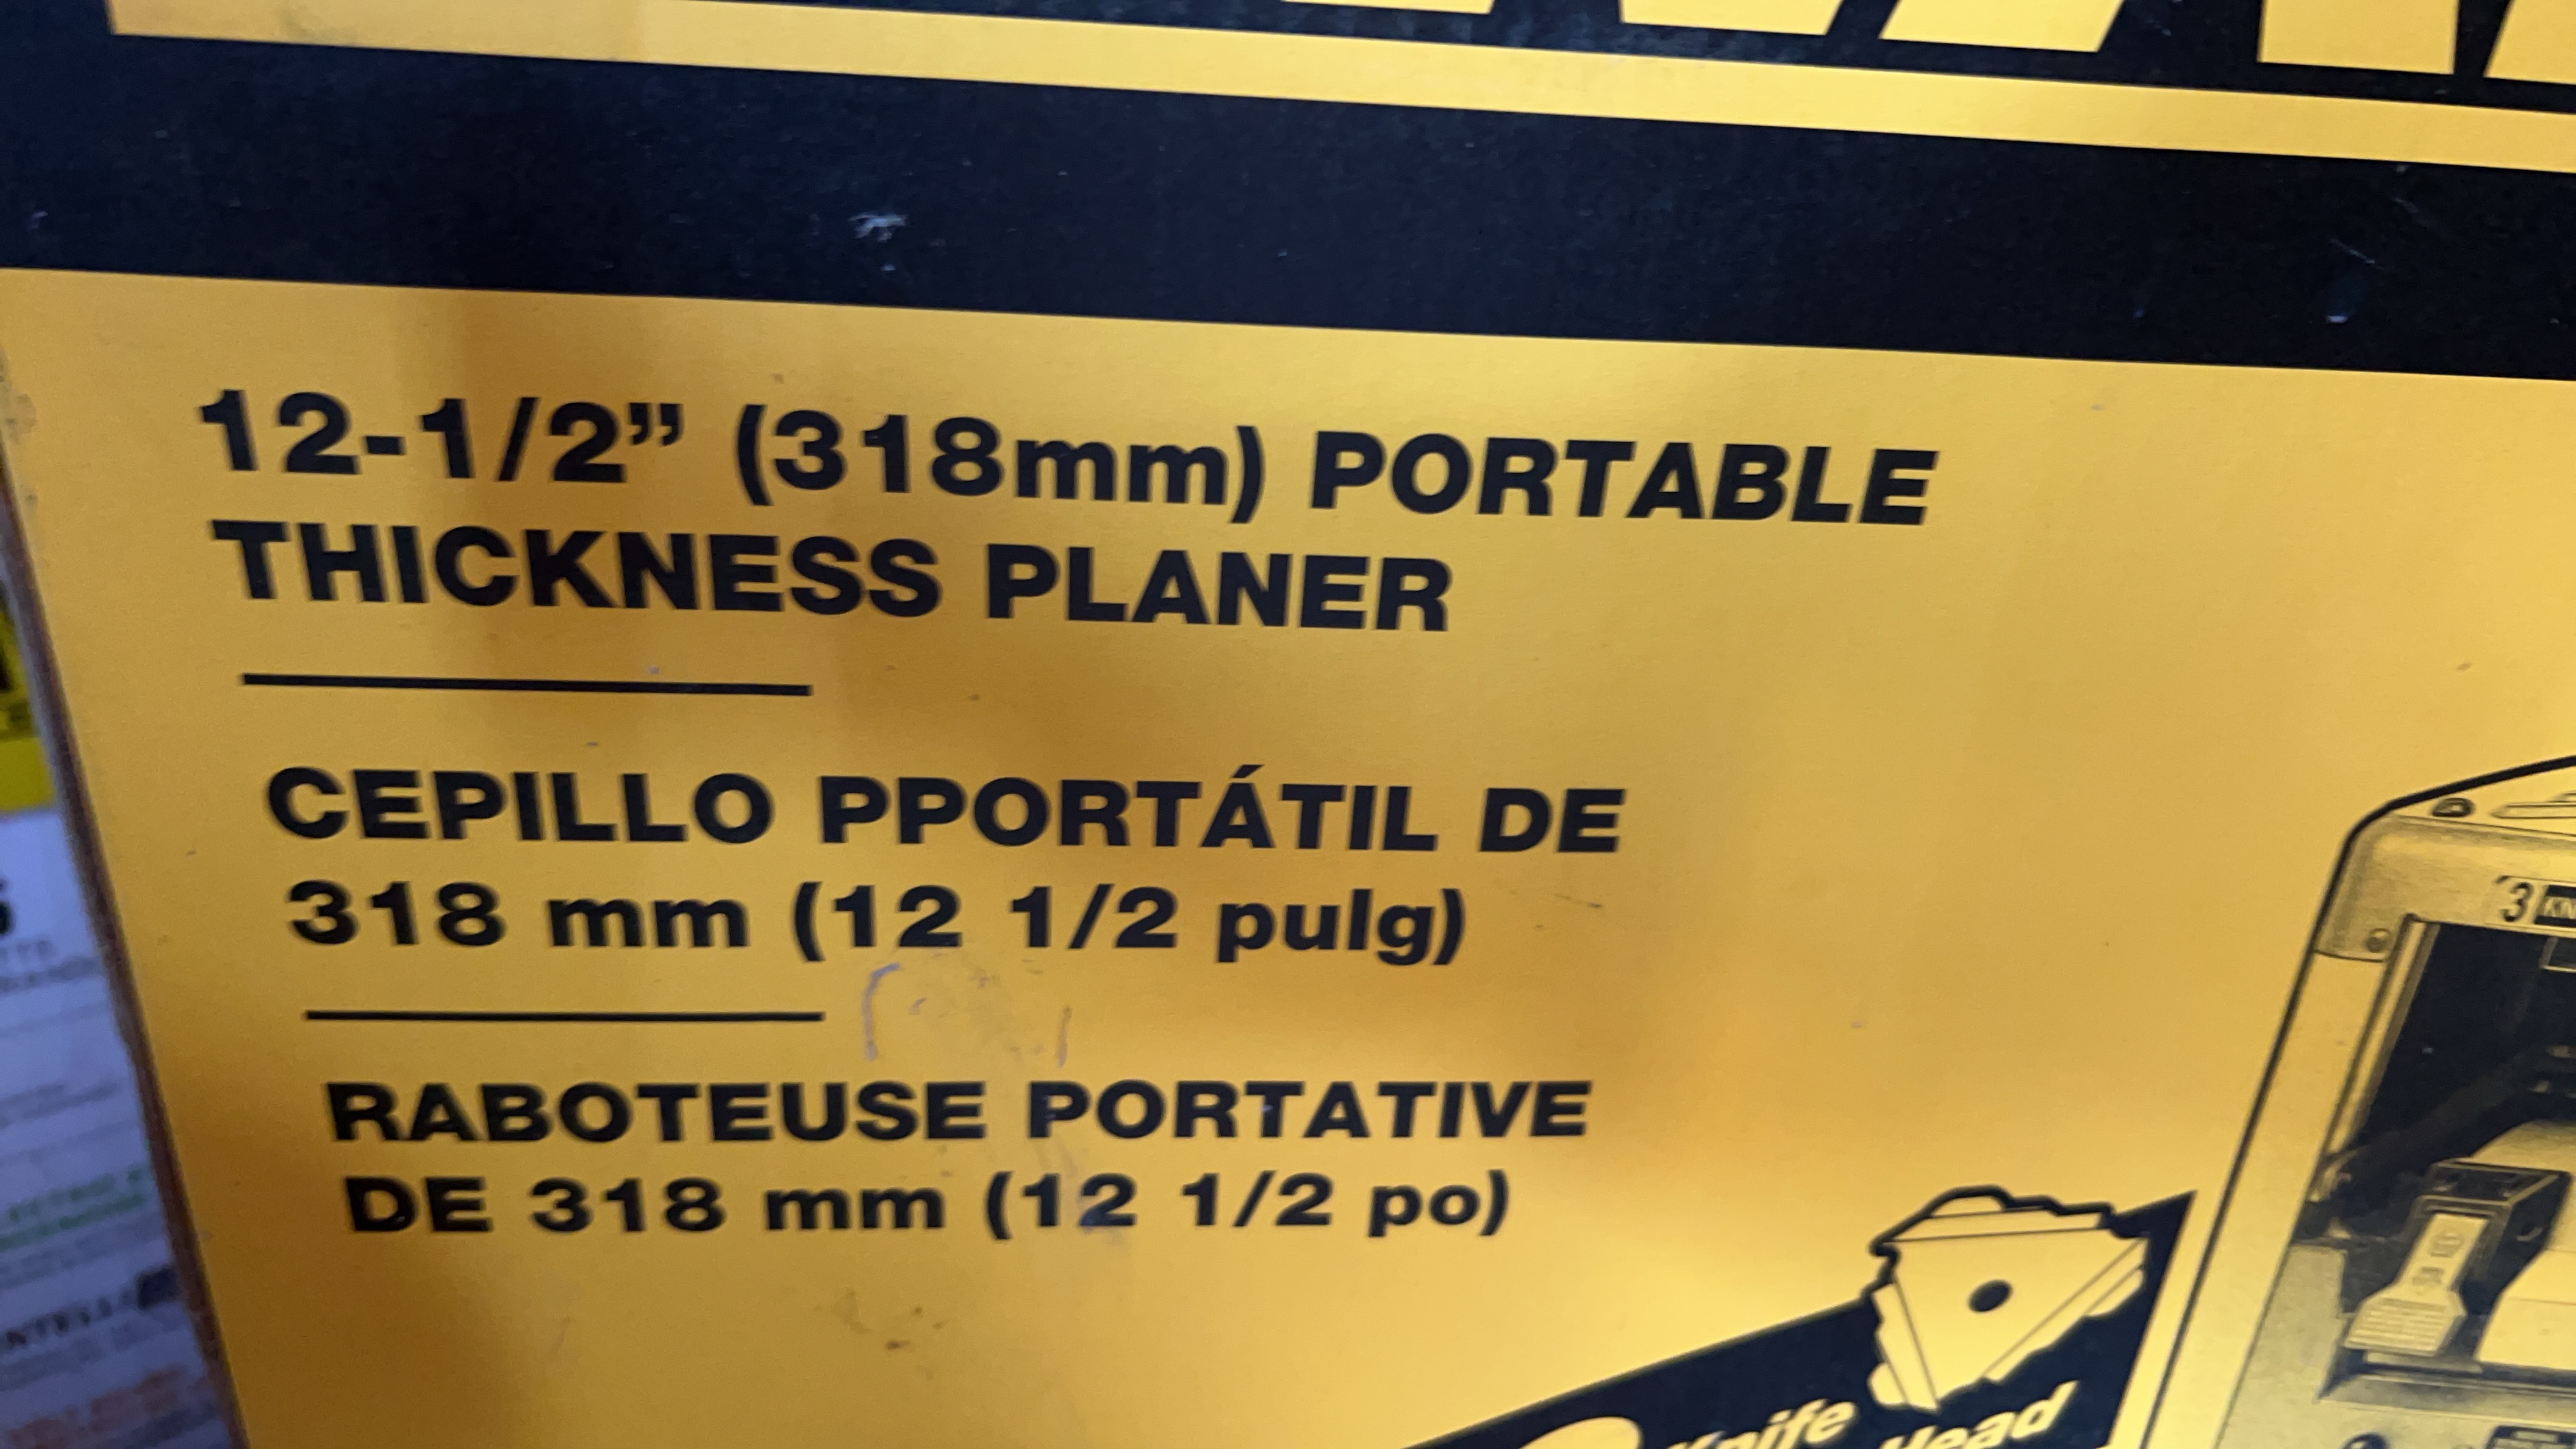 12-1/2” (318mm) PORTABLE
THICKNESS PLANER
CEPILLO PPORTÁTIL DE
318 mm (12 1/2 pulg)
RABOTEUSE PORTATIVE
DE 318 mm (12 1/2 po)
3
Knife
Head